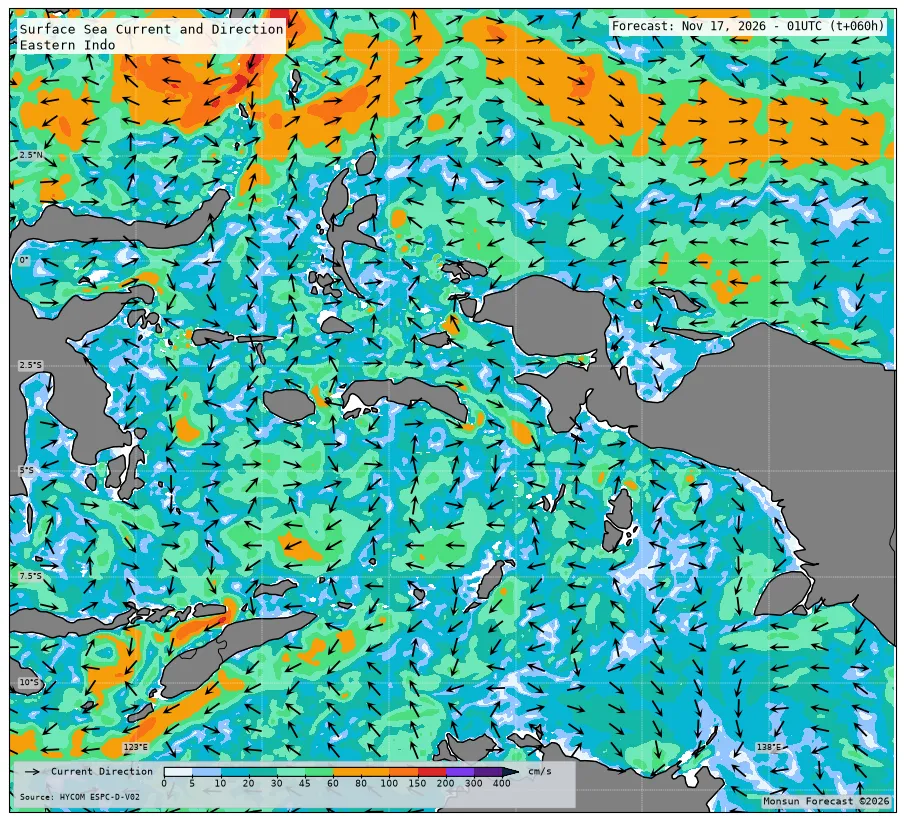 Surface Sea Current and Direction
Eastern Indo
Forecast: Nov 17, 2026 - 01UTC (t+060h)
2.5°N
0°
2.5°S
5°S
7.5°S
10°S
123°E
138°E
Current Direction
0 5 10 20 30 45 60 80 100 150 200 300 400
cm/s
Source: HYCOM ESPC-D-V02
Monsun Forecast ©2026